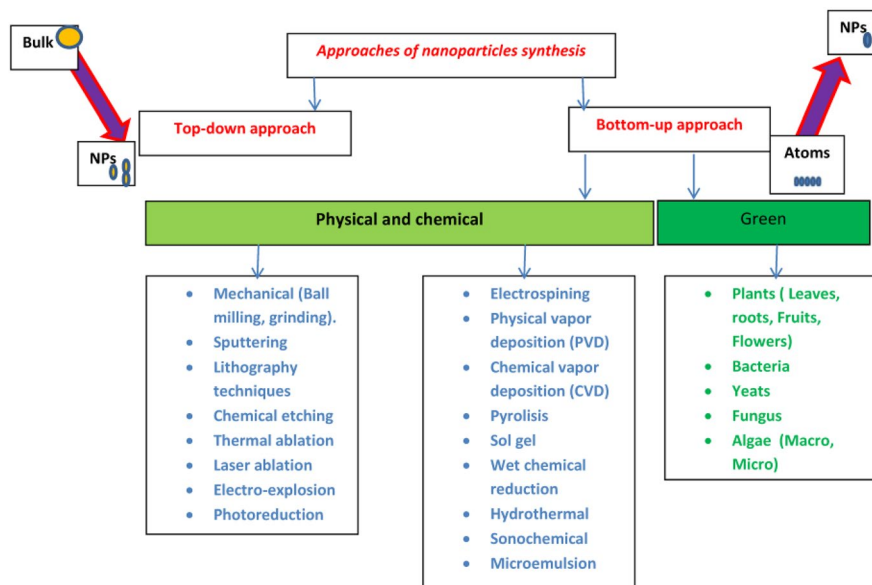 Bulk
NPs
Approaches of nanoparticles synthesis
NPs
Top-down approach
Bottom-up approach
Atoms
Physical and chemical
Green
• Mechanical (Ball
milling, grinding).
• Sputtering
• Lithography
techniques
• Chemical etching
• Thermal ablation
• Laser ablation
• Electro-explosion
• Photoreduction
• Electrospining
• Physical vapor
deposition (PVD)
• Chemical vapor
deposition (CVD)
• Pyrolisis
• Sol gel
• Wet chemical
reduction
• Hydrothermal
• Sonochemical
• Microemulsion
• Plants ( Leaves,
roots, Fruits,
Flowers)
• Bacteria
• Yeats
• Fungus
• Algae (Macro,
Micro)